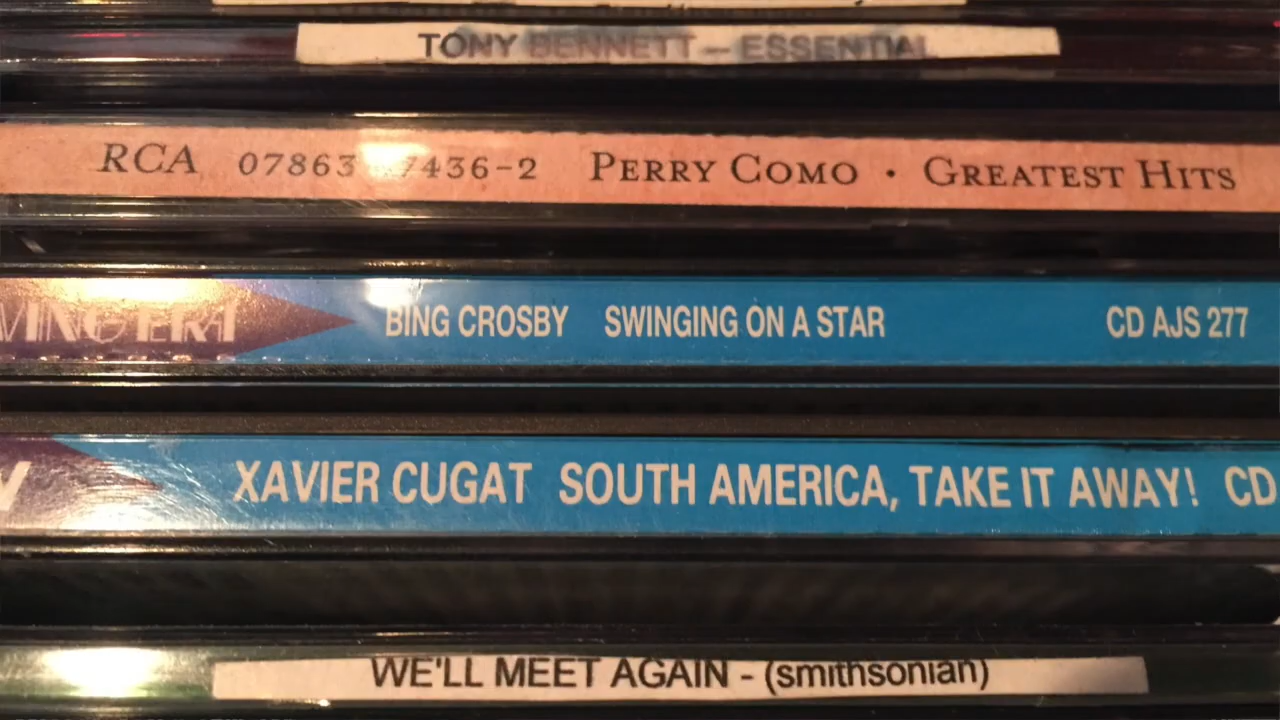 TONY BENNETT - ESSENTIAL
RCA 07863 7436-2 PERRY COMO • GREATEST HITS
BING CROSBY SWINGING ON A STAR CD AJS 277
XAVIER CUGAT SOUTH AMERICA, TAKE IT AWAY! CD
WE'LL MEET AGAIN - (smithsonian)